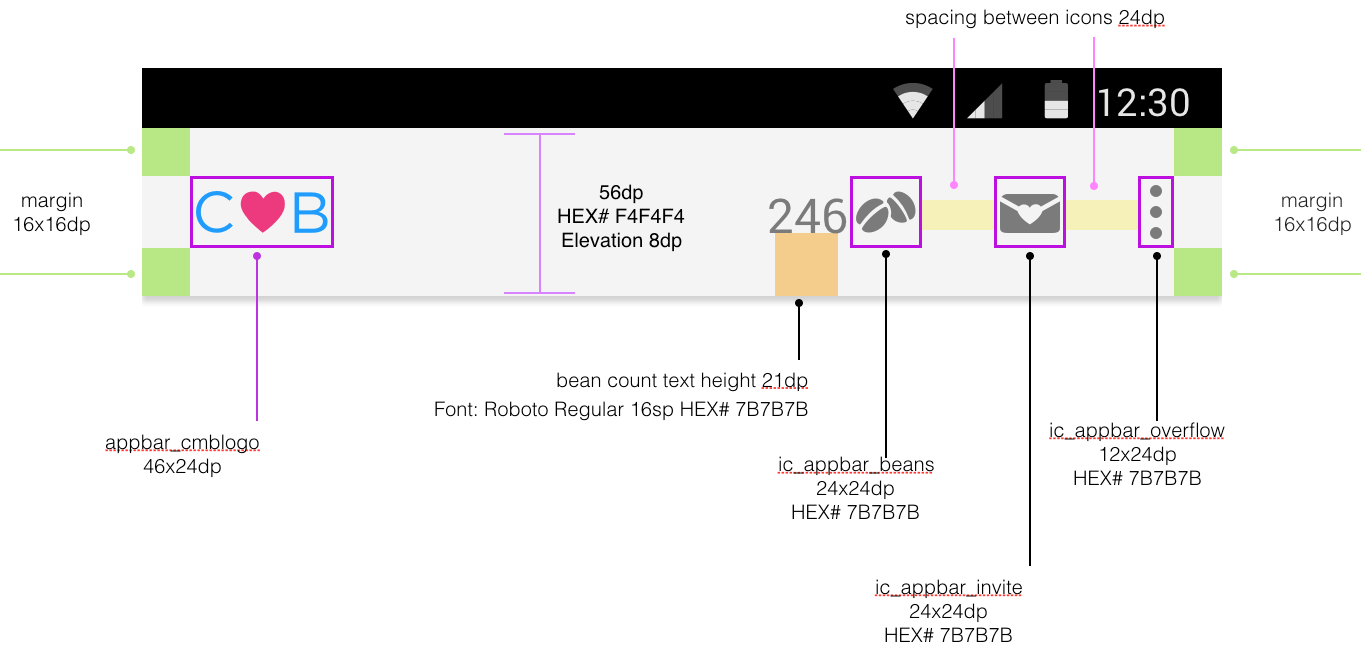 spacing between icons 24dp
12:30
margin
16x16dp
C B
56dp
HEX# F4F4F4
Elevation 8dp
246
margin
16x16dp
bean count text height 21dp
Font: Roboto Regular 16sp HEX# 7B7B7B
appbar_cmblogo
46x24dp
ic_appbar_beans
24x24dp
HEX# 7B7B7B
ic_appbar_overflow
12x24dp
HEX# 7B7B7B
ic_appbar_invite
24x24dp
HEX# 7B7B7B